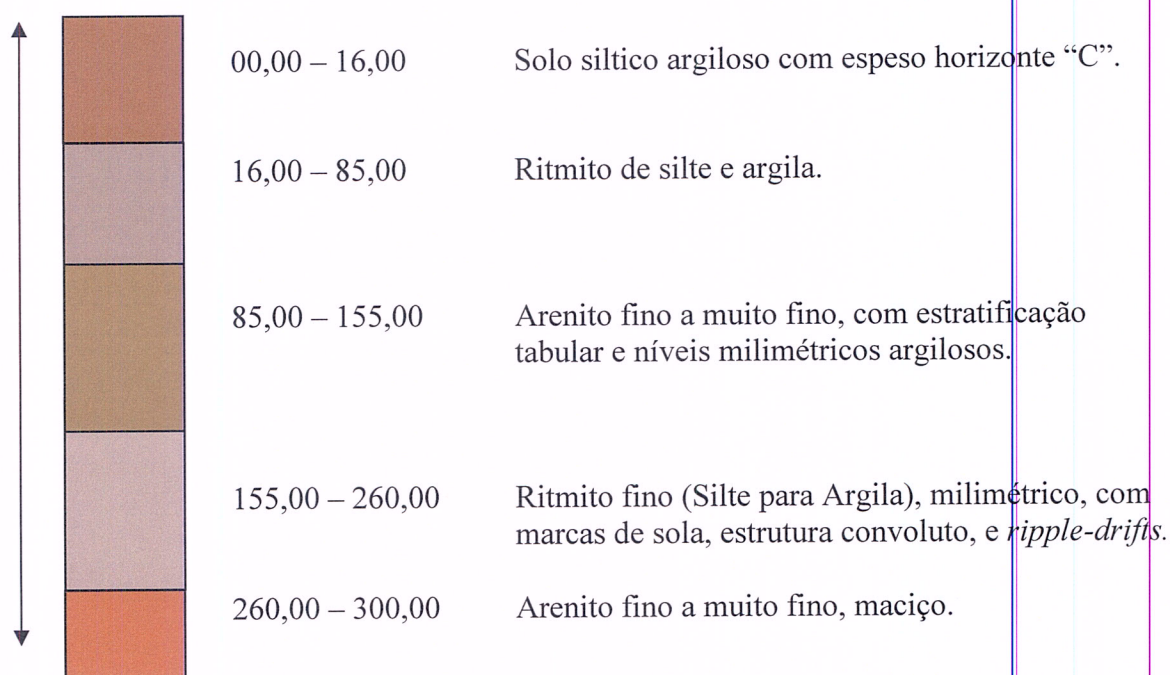 00,00 – 16,00 Solo siltico argiloso com espeso horizonte “C”.
16,00 – 85,00 Ritmito de silte e argila.
85,00 – 155,00 Arenito fino a muito fino, com estratificação
tabular e níveis milimétricos argilosos.
155,00 – 260,00 Ritmito fino (Silte para Argila), milimétrico, com
marcas de sola, estrutura convoluto, e ripple-drifts.
260,00 – 300,00 Arenito fino a muito fino, maciço.